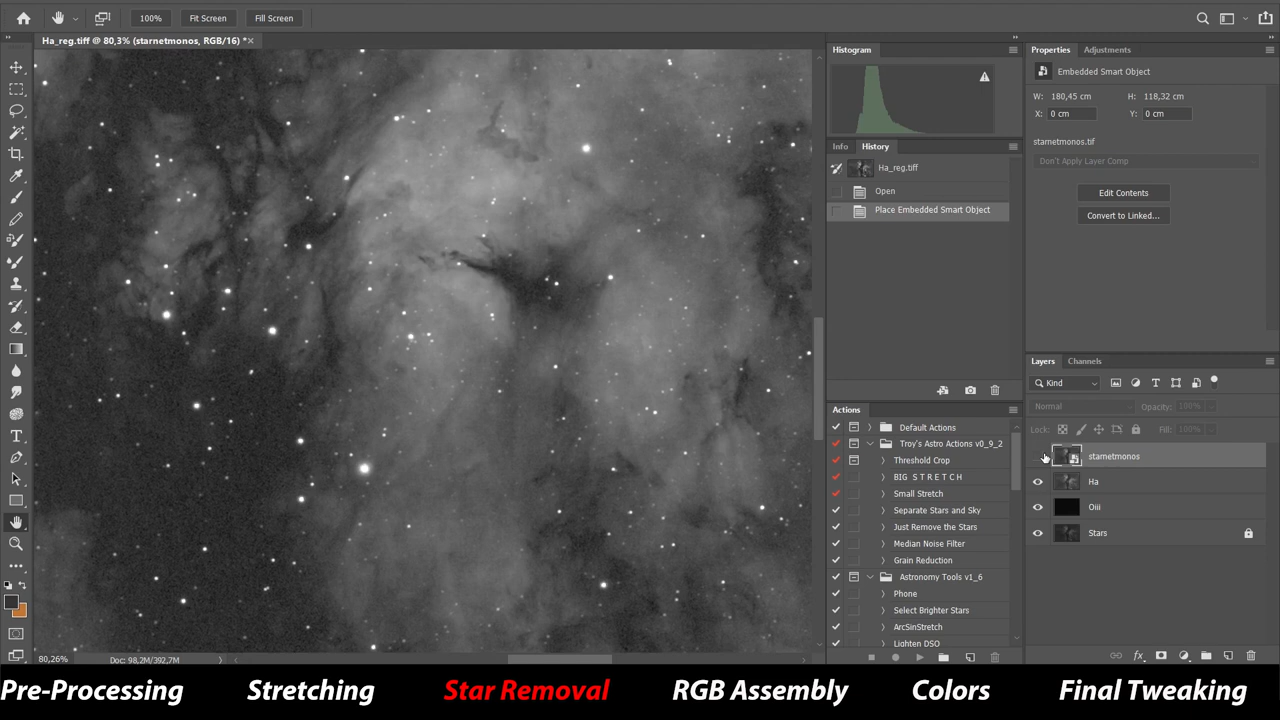 100% Fit Screen Fill Screen
Ha_reg.tiff @ 80,3% (starnetmonos, RGB/16) *
Histogram
Properties Adjustments
Embedded Smart Object
W: 180,45 cm H: 118,32 cm
X: 0 cm Y: 0 cm
starnetmonos.tif
Don't Apply Layer Comp
Edit Contents
Convert to Linked...
Info History
Ha_reg.tiff
Open
Place Embedded Smart Object
Actions
Default Actions
Troy's Astro Actions v0_9_2
Threshold Crop
BIG S T R E T C H
Small Stretch
Separate Stars and Sky
Just Remove the Stars
Median Noise Filter
Grain Reduction
Astronomy Tools v1_6
Phone
Select Brighter Stars
ArcSinStretch
Lighten DSO
Layers Channels
Kind
Normal Opacity: 100%
Lock: Fill: 100%
starnetmonos
Ha
Oiii
Stars
80,26% Doc: 98,2M/392,7M
Pre-Processing Stretching Star Removal RGB Assembly Colors Final Tweaking